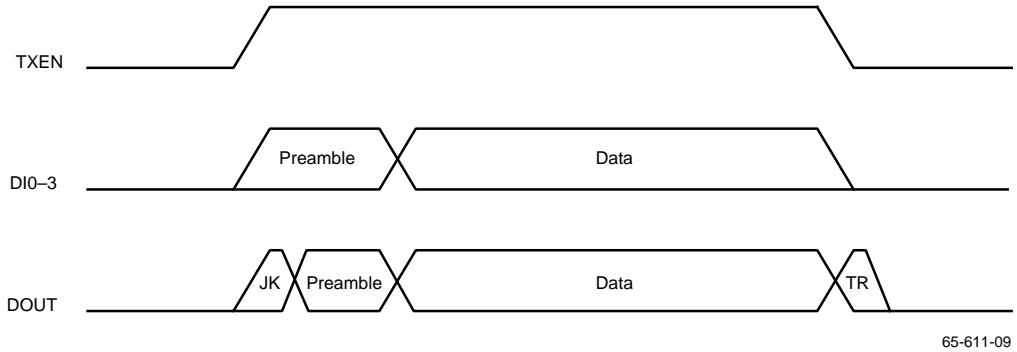 TXEN
Preamble Data
DI0–3
JK Preamble Data TR
DOUT
65-611-09